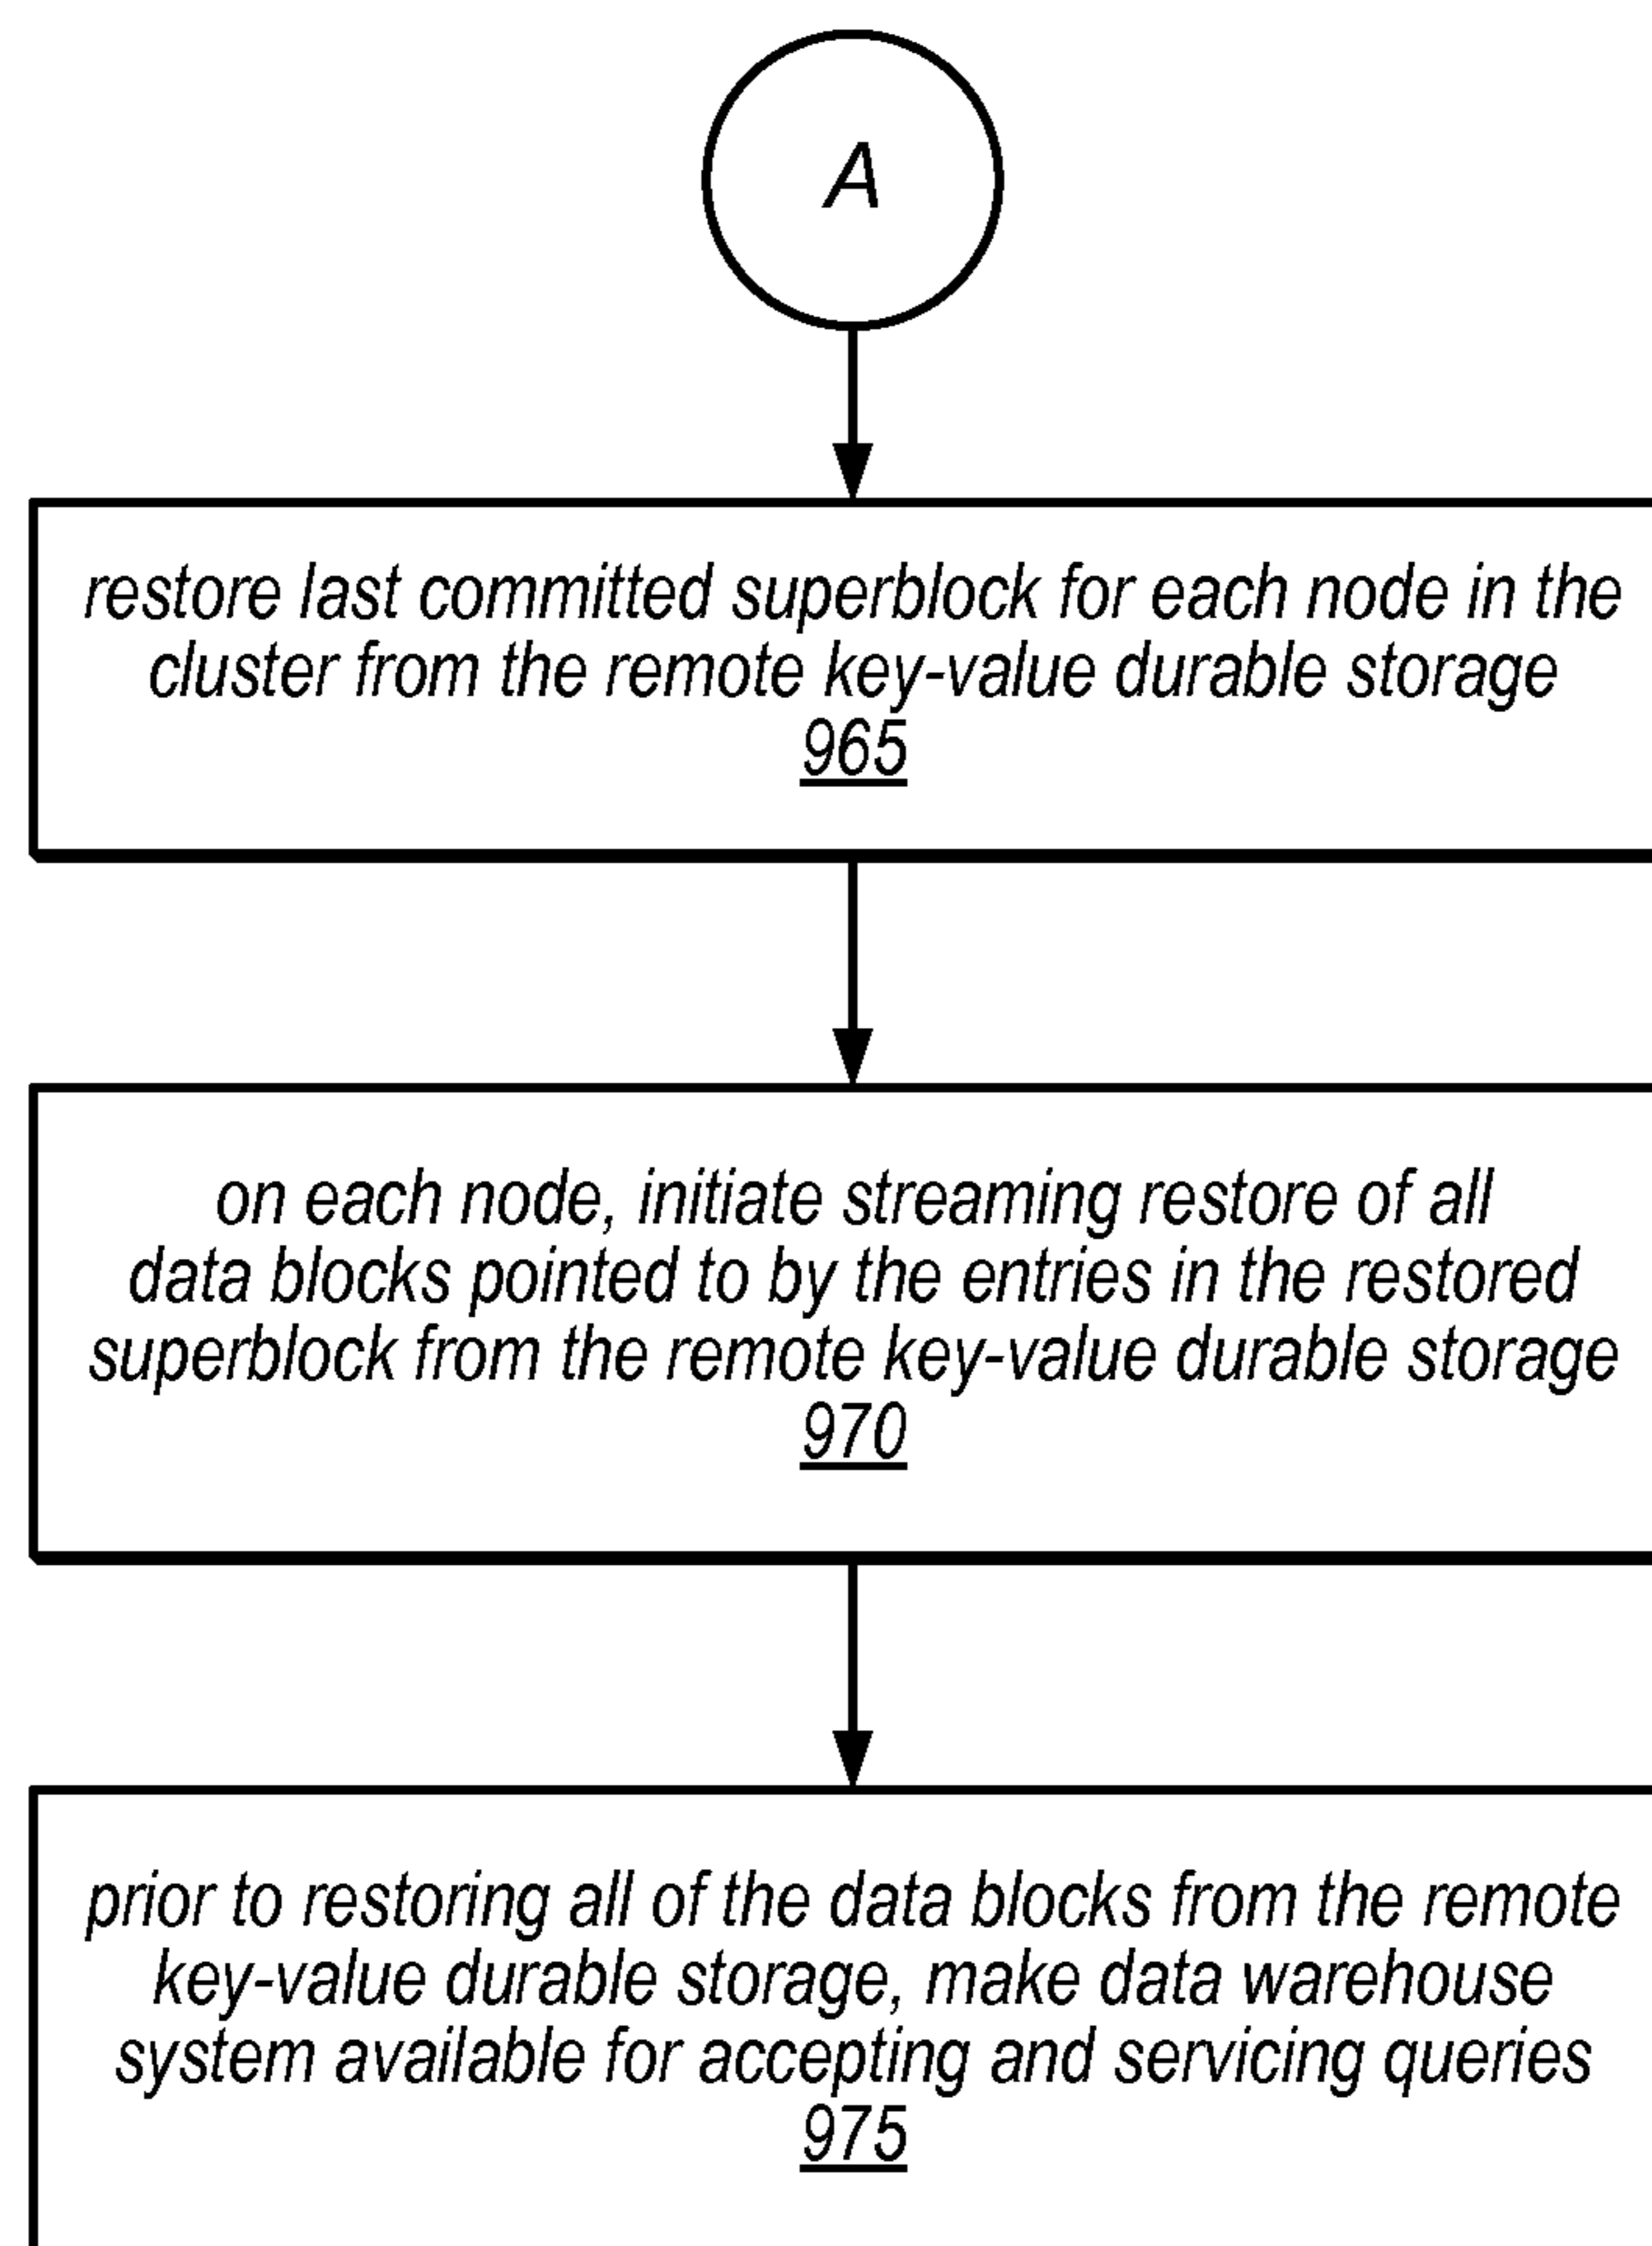 A
restore last committed superblock for each node in the
cluster from the remote key-value durable storage
965
on each node, initiate streaming restore of all
data blocks pointed to by the entries in the restored
superblock from the remote key-value durable storage
970
prior to restoring all of the data blocks from the remote
key-value durable storage, make data warehouse
system available for accepting and servicing queries
975